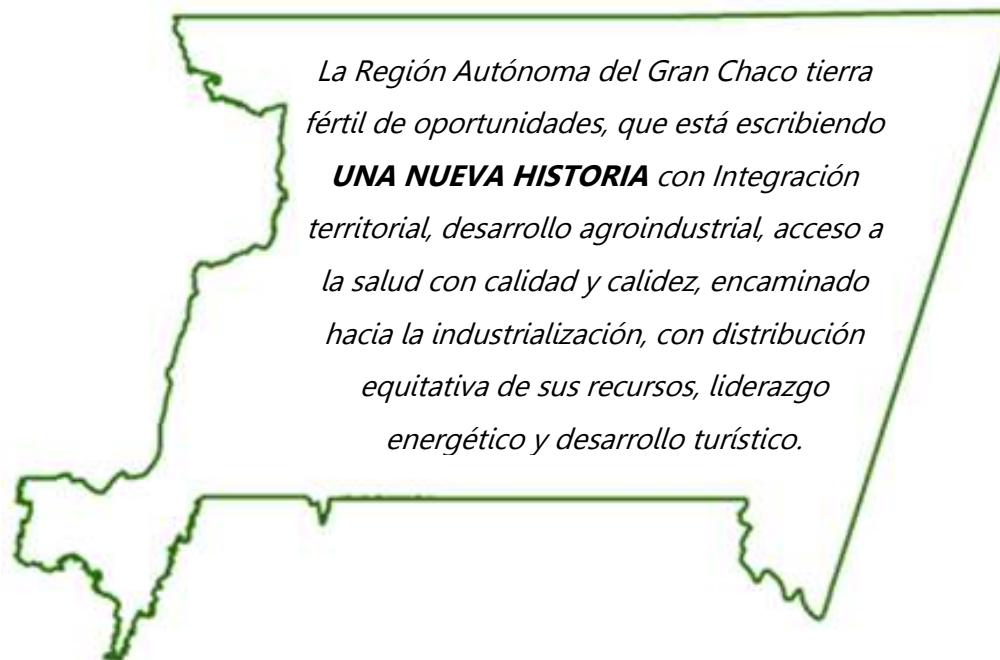 La Región Autónoma del Gran Chaco tierra
fértil de oportunidades, que está escribiendo
UNA NUEVA HISTORIA con Integración
territorial, desarrollo agroindustrial, acceso a
la salud con calidad y calidez, encaminado
hacia la industrialización, con distribución
equitativa de sus recursos, liderazgo
energético y desarrollo turístico.